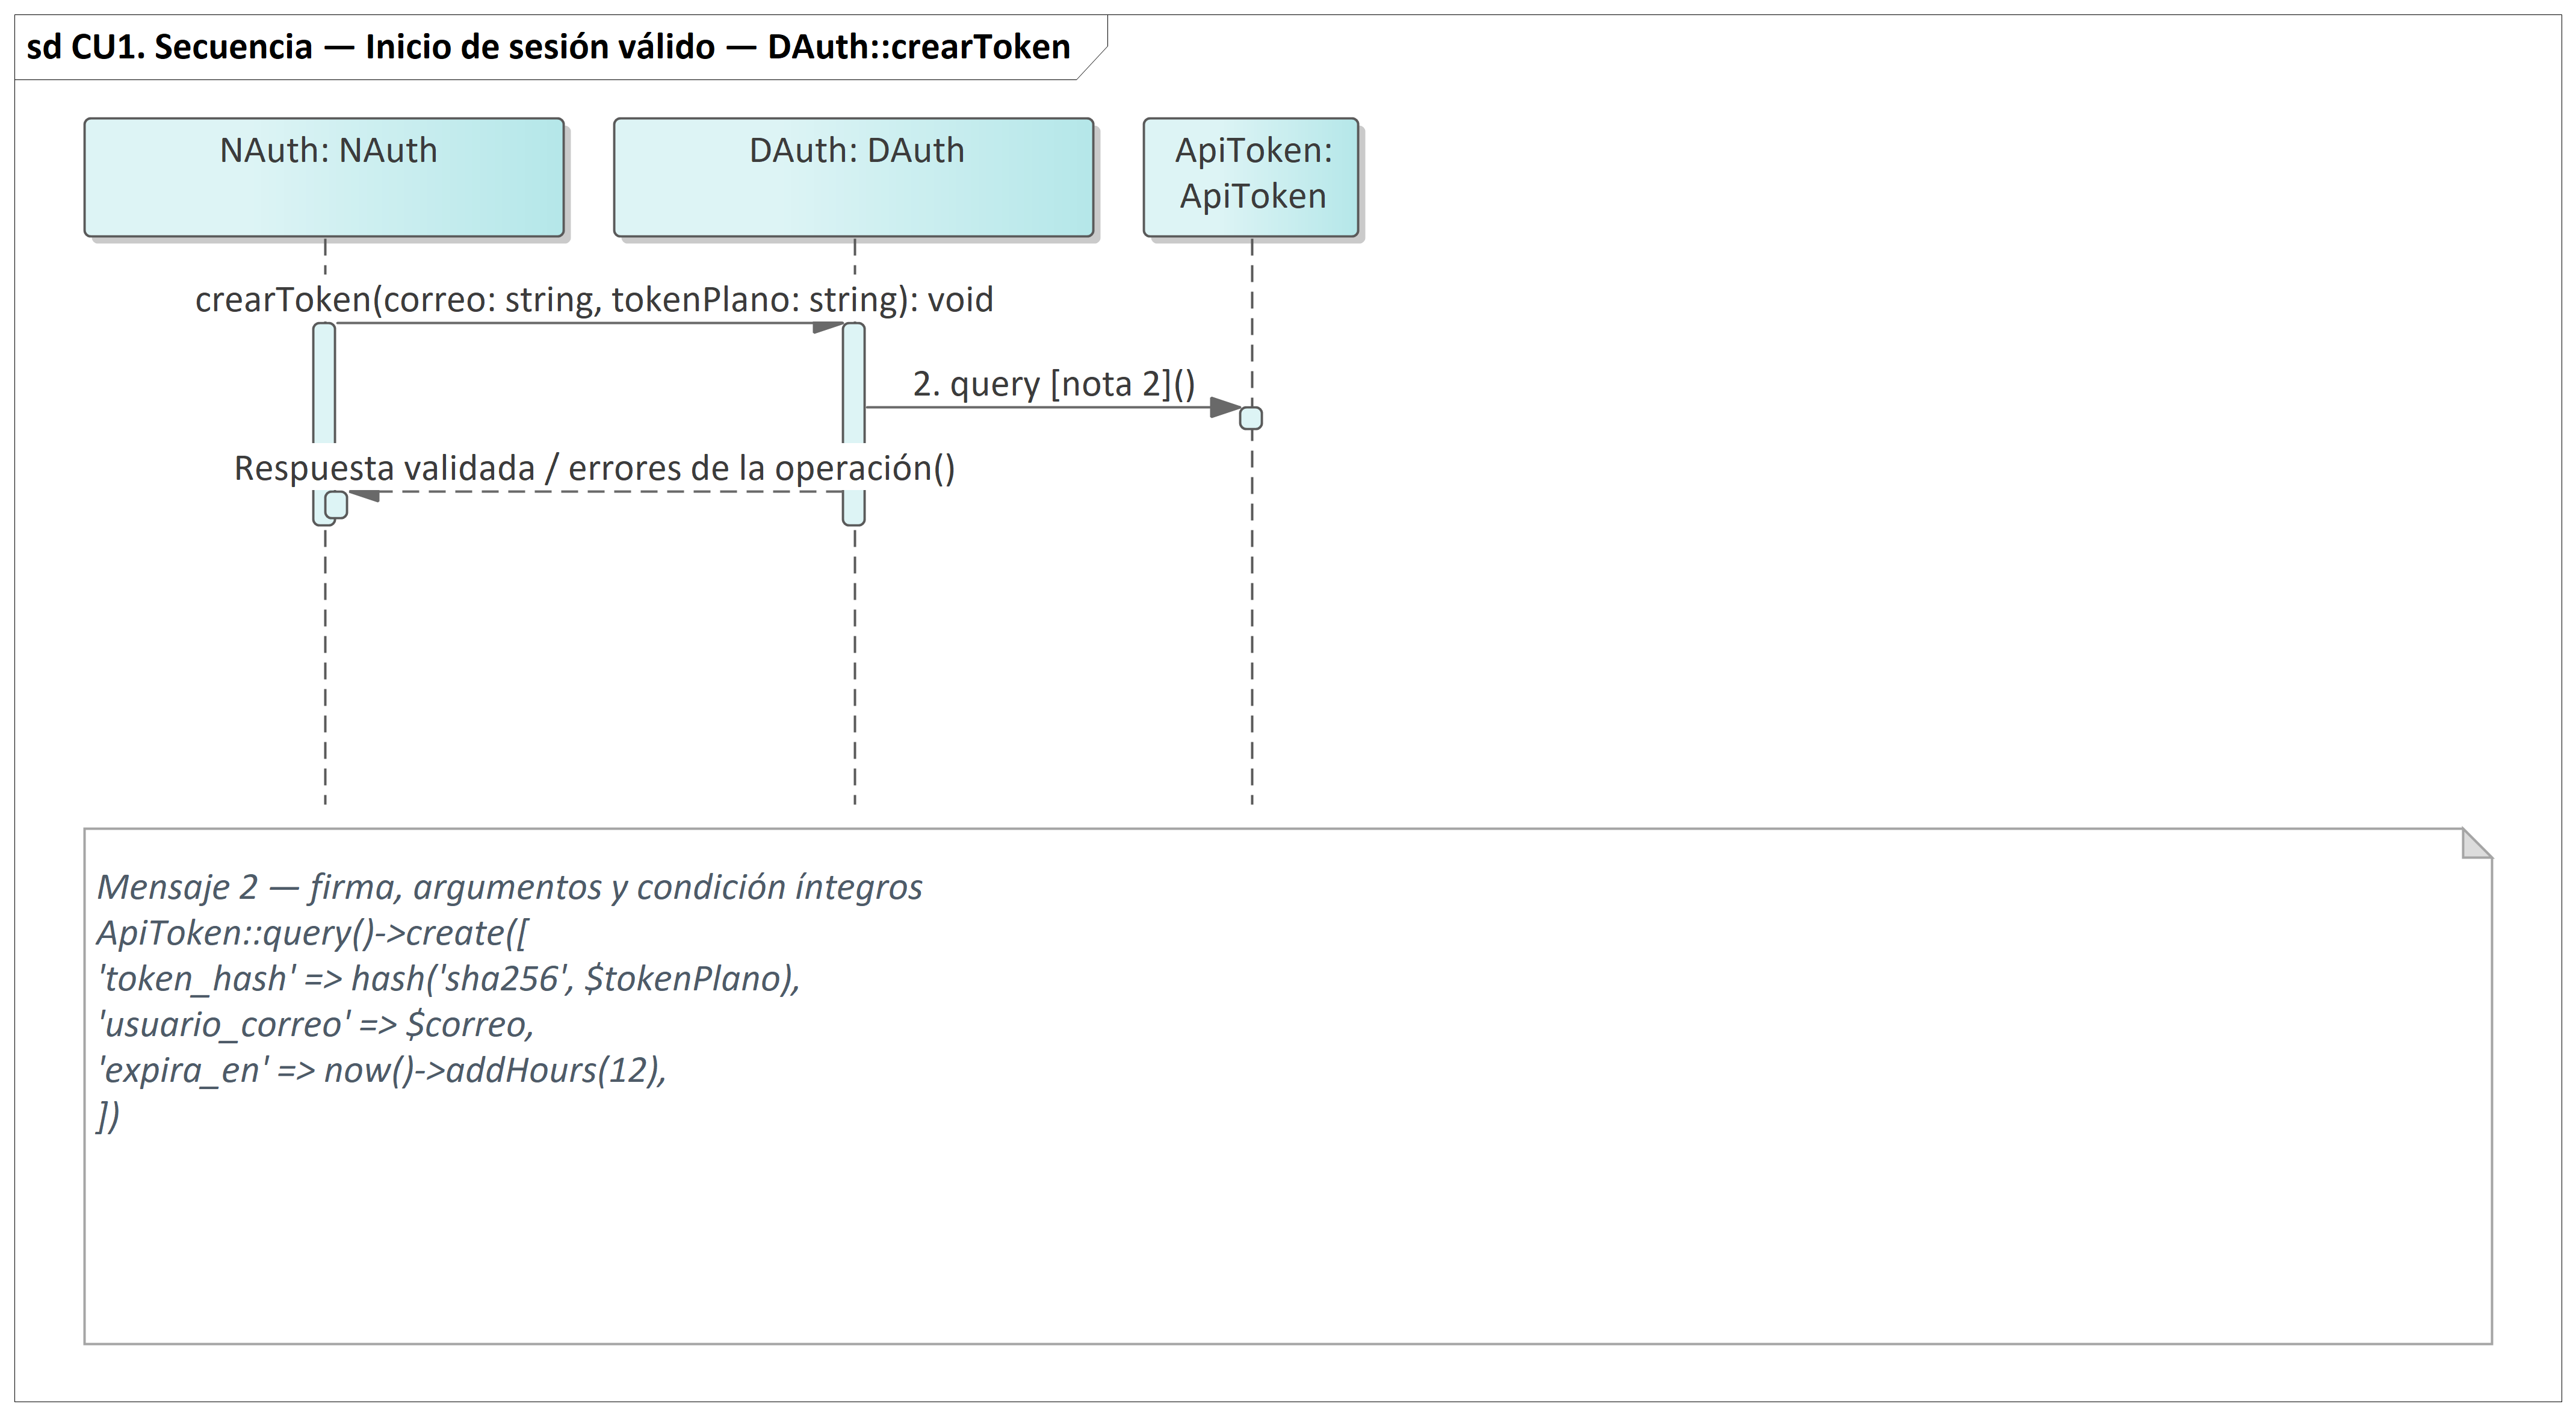 sd CU1. Secuencia — Inicio de sesión válido — DAuth::crearToken
NAuth: NAuth
DAuth: DAuth
ApiToken:
ApiToken
crearToken(correo: string, tokenPlano: string): void
2. query [nota 2]()
Respuesta validada / errores de la operación()
Mensaje 2 — firma, argumentos y condición íntegros
ApiToken::query()->create([
'token_hash' => hash('sha256', $tokenPlano),
'usuario_correo' => $correo,
'expira_en' => now()->addHours(12),
])